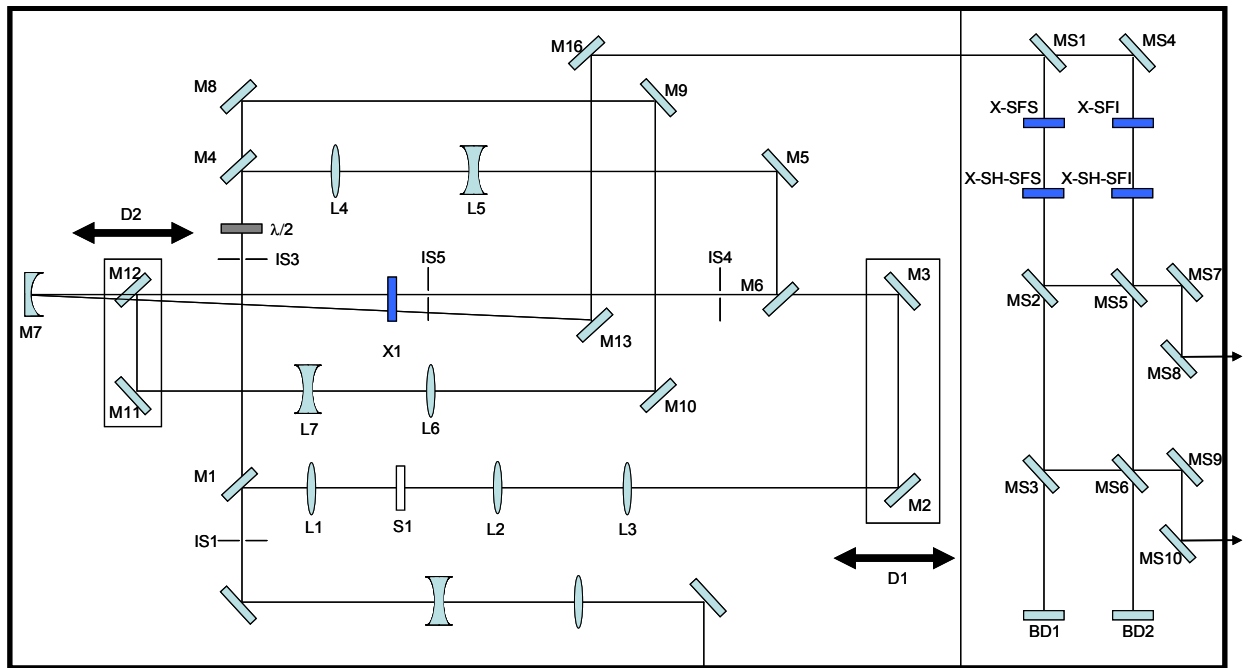 M16
MS1
MS4
M8
M9
X-SFS
X-SFI
M4
M5
L4
L5
X-SH-SFS
X-SH-SFI
D2
λ/2
IS3
IS5
IS4
M12
M6
M3
MS7
M7
MS2
MS5
M13
X1
MS8
M11
M10
L7
L6
M1
MS9
MS3
MS6
M2
L1
S1
L2
L3
IS1
MS10
D1
BD1
BD2